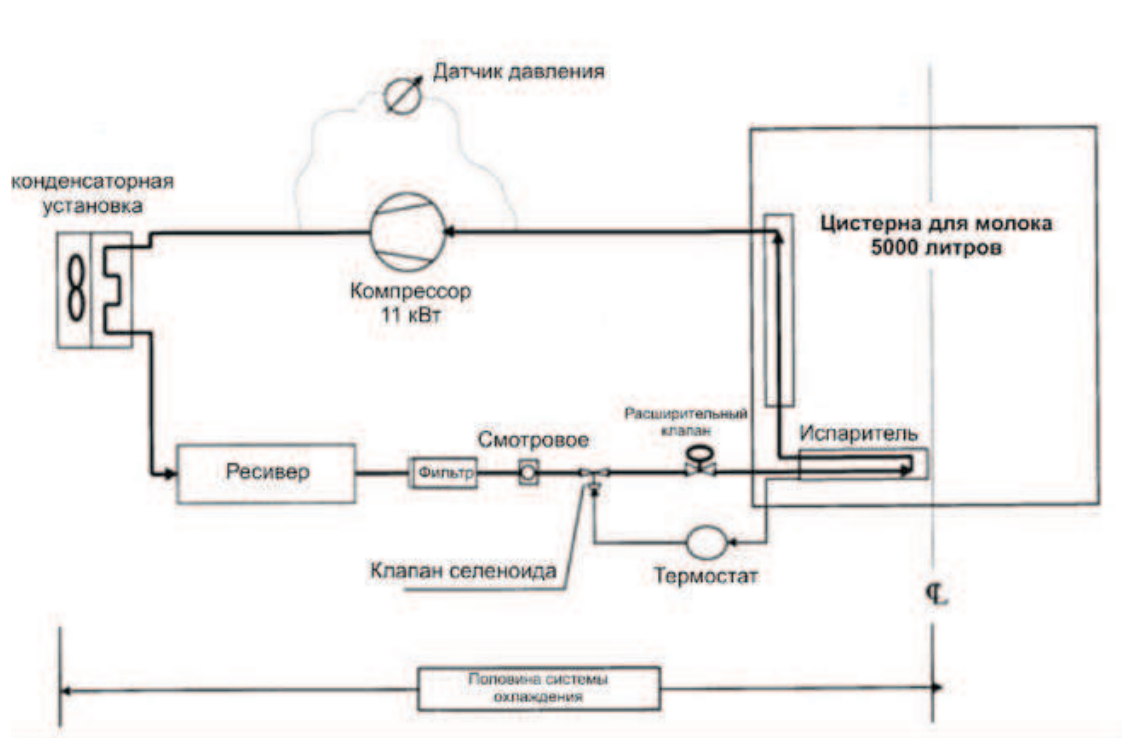 Датчик давления
конденсаторная
установка
Цистерна для молока
5000 литров
Компрессор
11 кВт
Расширительный
клапан
Смотровое
Испаритель
Ресивер
Фильтр
Клапан селеноида
Термостат
℄
Половина системы
охлаждения